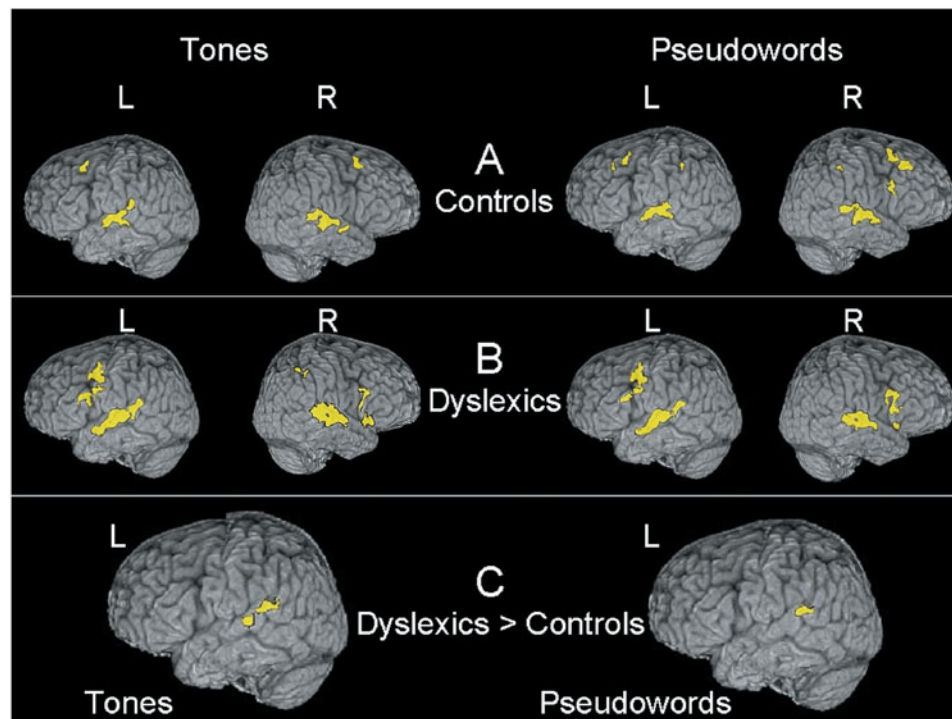 Tones
Pseudowords
L
R
L
R
A
Controls
L
R
L
R
B
Dyslexics
L
L
C
Dyslexics > Controls
Tones
Pseudowords